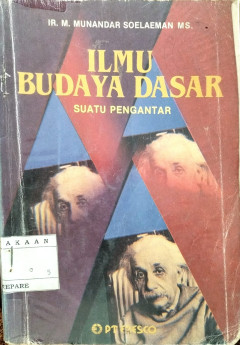 IR. M. MUNANDAR SOELAEMAN MS.
ILMU
BUDAYA DASAR
SUATU PENGANTAR
AKAAN
EPARE
PT ERESCO